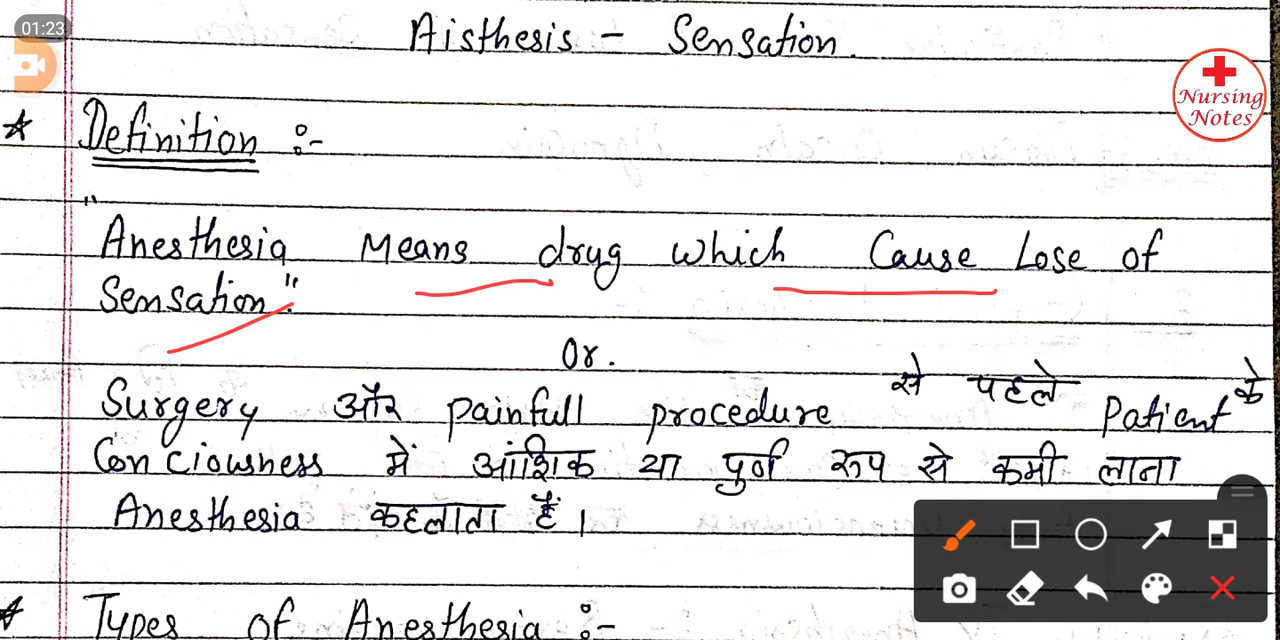 01:23
Aisthesis - Sensation.
Nursing
Notes
* Definition :-
"Anesthesia Means drug which Cause Lose of
Sensation".
Or.
Surgery और painfull procedure से पहले Patient के
Conciousness में आंशिक या पुर्ण रूप से कमी लाना
Anesthesia कहलाता हैं।
* Types of Anesthesia :-